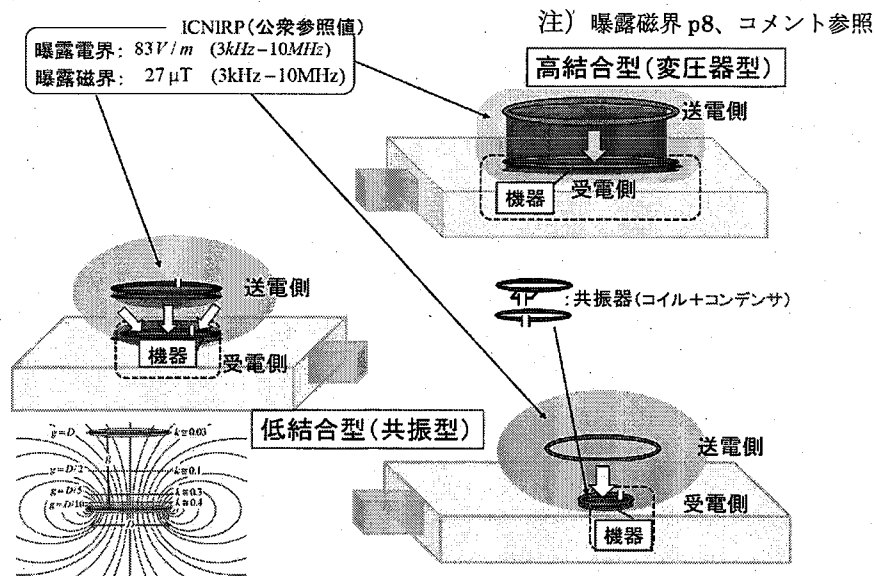 注) 曝露磁界 p8、コメント参照
ICNIRP(公衆参照値)
曝露電界: 83V/m (3kHz−10MHz)
曝露磁界: 27 μT (3kHz−10MHz)
高結合型(変圧器型)
送電側
機器
受電側
送電側
機器
受電側
:共振器(コイル+コンデンサ)
低結合型(共振型)
g=D
k≅0.03
g=D/2
k≅0.1
g=D/5
k≅0.3
g=D/10
k≅0.4
g
送電側
受電側
機器